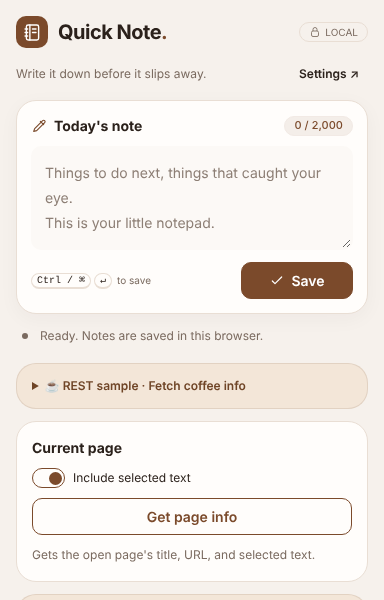 Quick Note.
LOCAL
Write it down before it slips away.
Settings ↗
Today's note
0 / 2,000
Things to do next, things that caught your
eye.
This is your little notepad.
Ctrl / ⌘ ↵ to save
Save
Ready. Notes are saved in this browser.
☕ REST sample · Fetch coffee info
Current page
Include selected text
Get page info
Gets the open page's title, URL, and selected text.